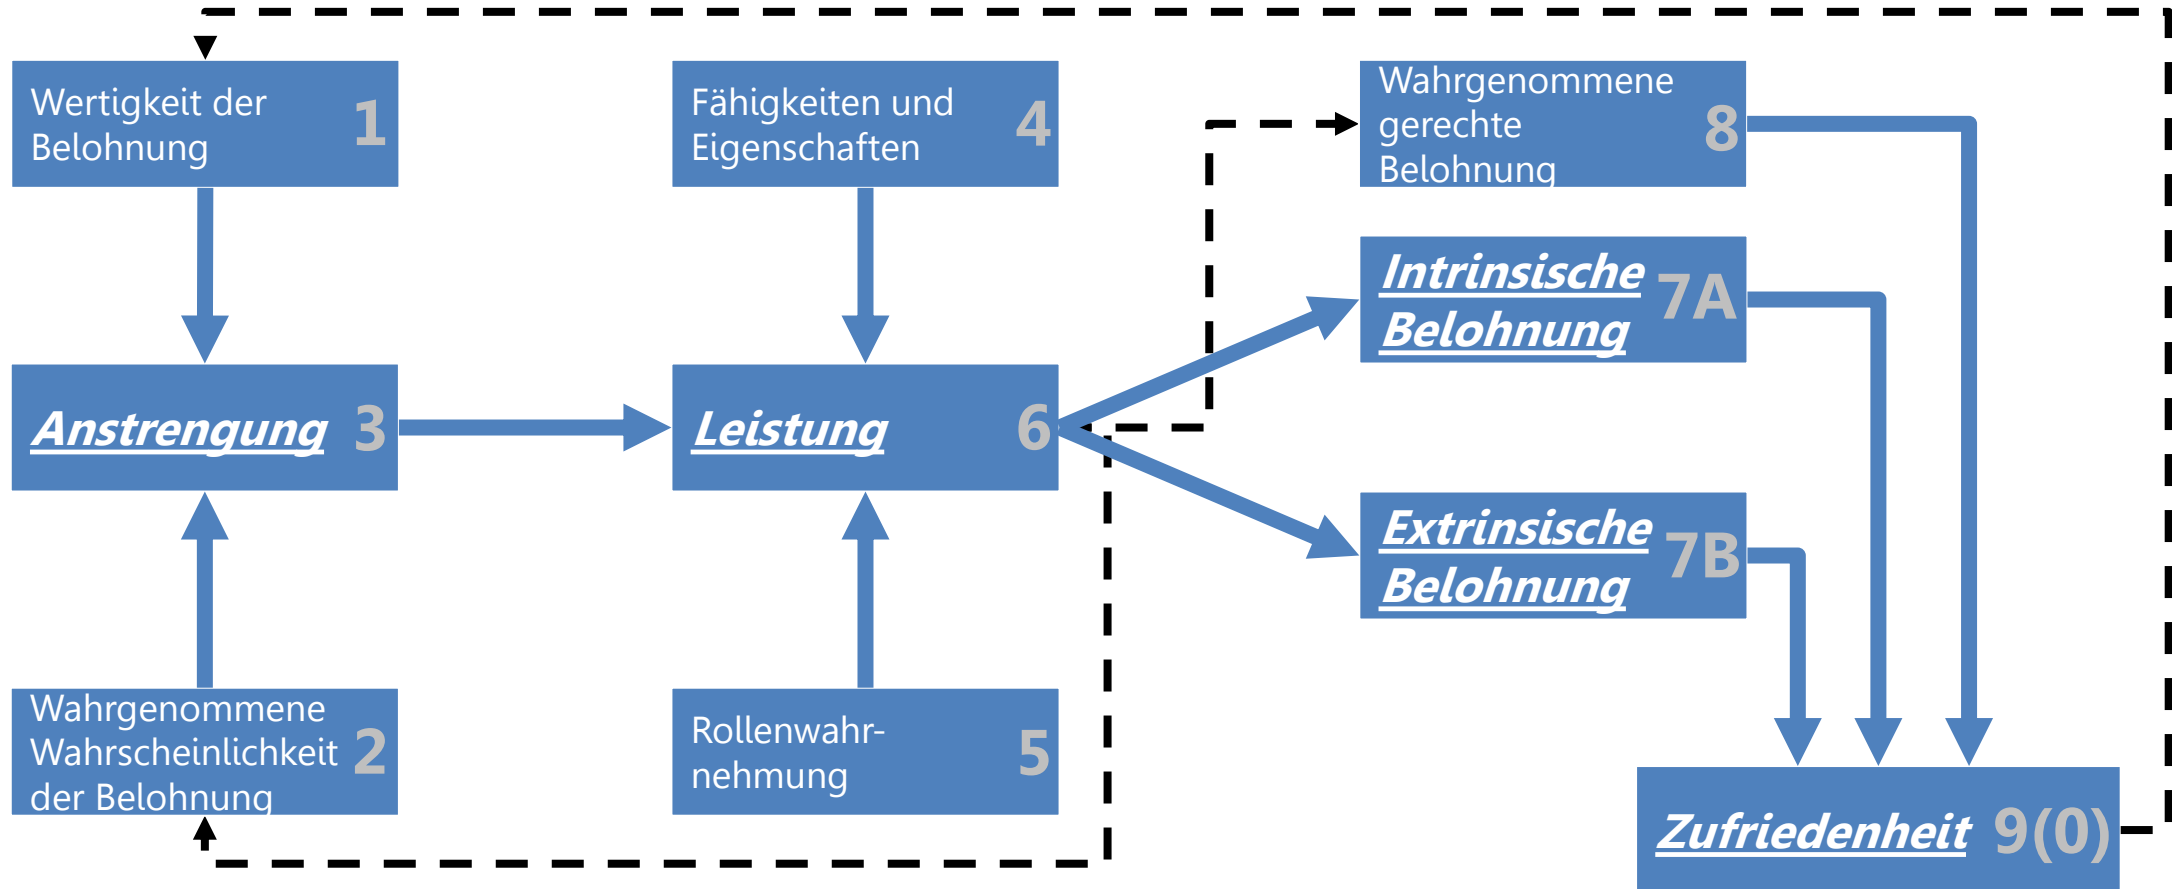 Wertigkeit der
Belohnung
1
Fähigkeiten und
Eigenschaften
4
Wahrgenommene
gerechte
Belohnung
8
Intrinsische
Belohnung
7A
Anstrengung 3
Leistung 6
Extrinsische
Belohnung
7B
Wahrgenommene
Wahrscheinlichkeit
der Belohnung
2
Rollenwahr-
nehmung
5
Zufriedenheit 9(0)